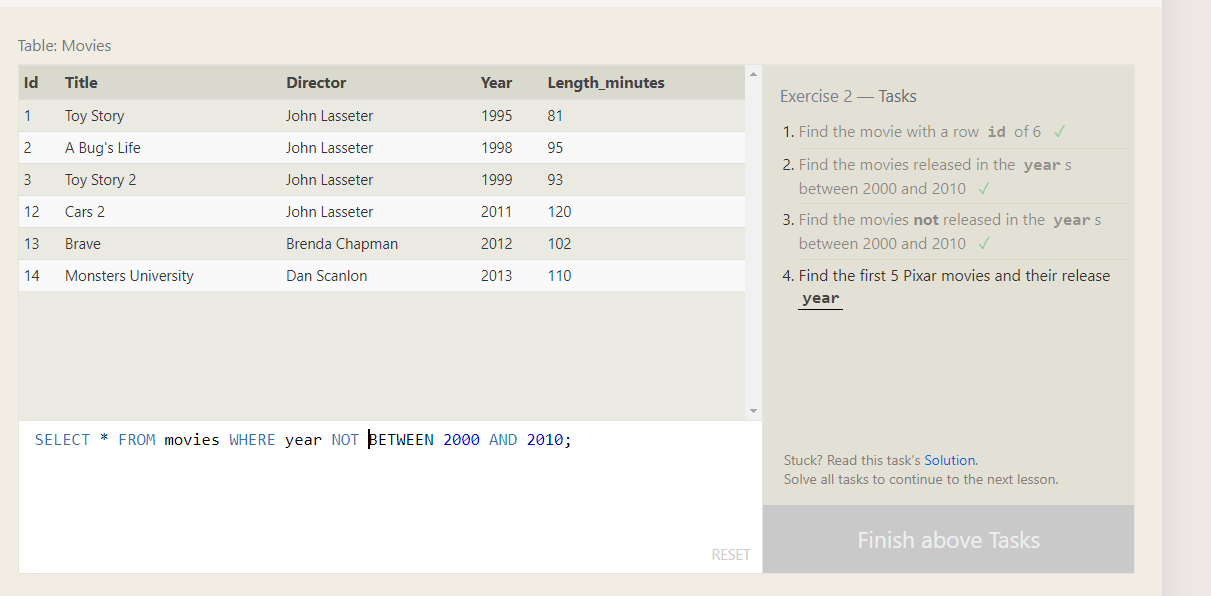 Table: Movies
Id Title Director Year Length_minutes
1 Toy Story John Lasseter 1995 81
2 A Bug's Life John Lasseter 1998 95
3 Toy Story 2 John Lasseter 1999 93
12 Cars 2 John Lasseter 2011 120
13 Brave Brenda Chapman 2012 102
14 Monsters University Dan Scanlon 2013 110
SELECT * FROM movies WHERE year NOT BETWEEN 2000 AND 2010;
RESET
Exercise 2 — Tasks
1. Find the movie with a row id of 6 ✓
2. Find the movies released in the year s
between 2000 and 2010 ✓
3. Find the movies not released in the year s
between 2000 and 2010 ✓
4. Find the first 5 Pixar movies and their release
year
Stuck? Read this task's Solution.
Solve all tasks to continue to the next lesson.
Finish above Tasks